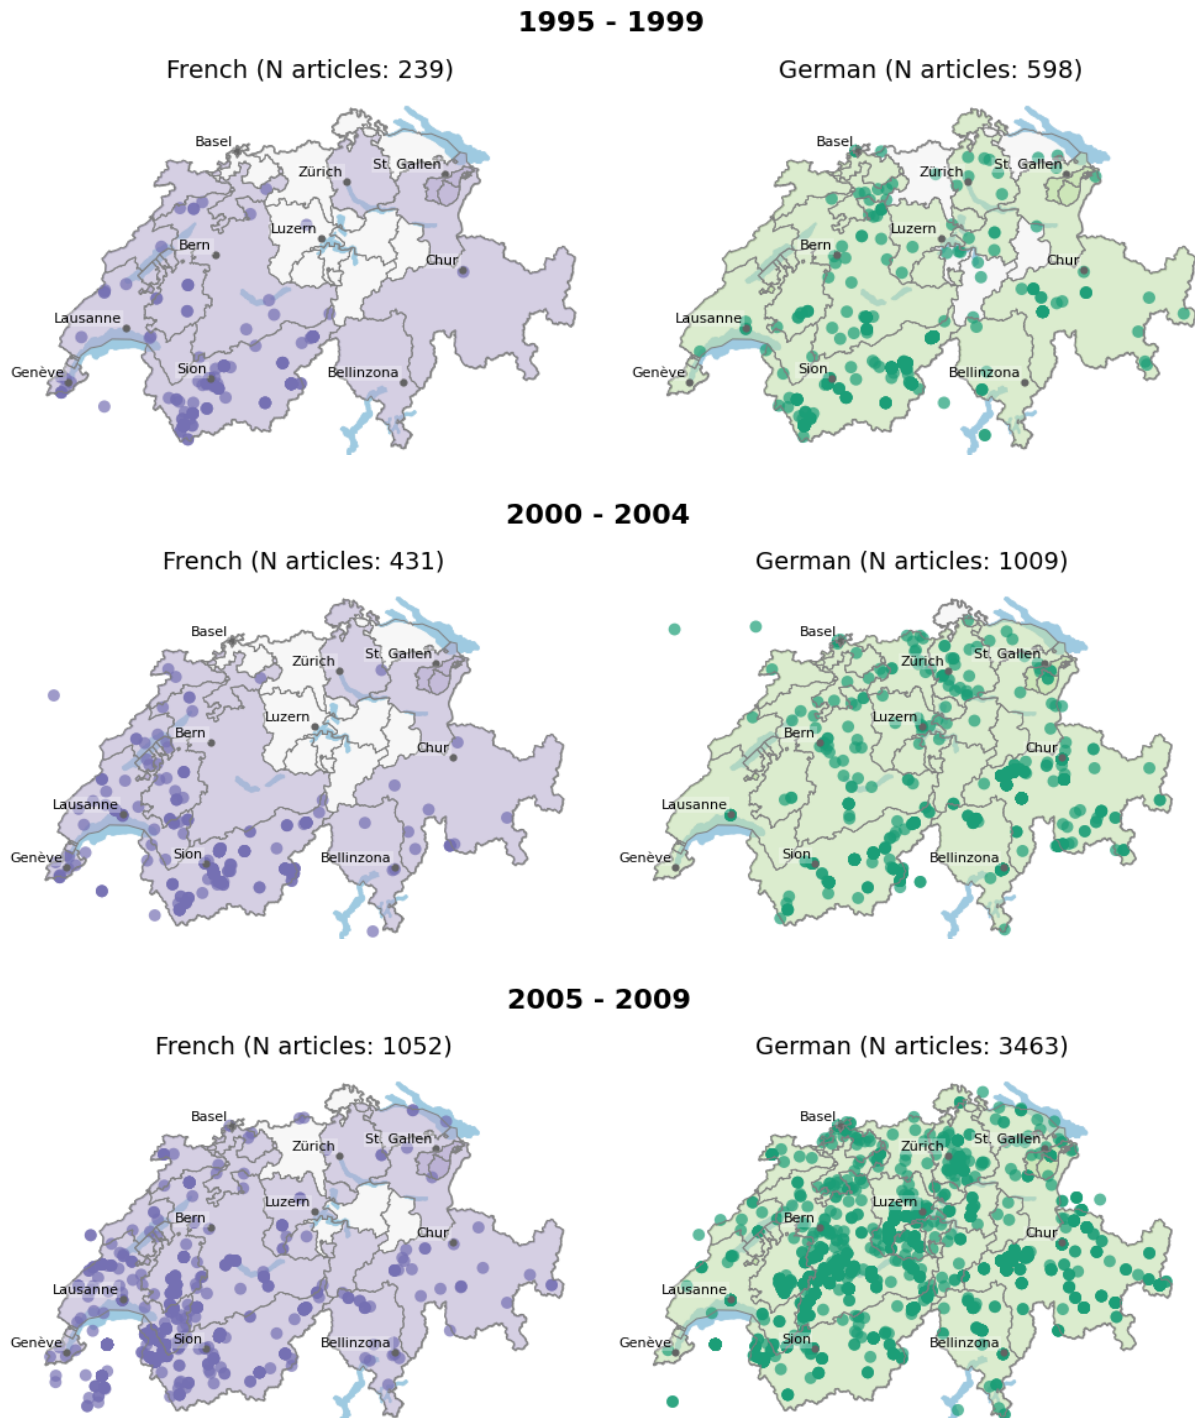 1995 - 1999
French (N articles: 239)
German (N articles: 598)
Basel
Zürich
St. Gallen
Luzern
Bern
Chur
Lausanne
Genève
Sion
Bellinzona
Basel
Zürich
St. Gallen
Luzern
Bern
Chur
Lausanne
Genève
Sion
Bellinzona
2000 - 2004
French (N articles: 431)
German (N articles: 1009)
Basel
Zürich
St. Gallen
Luzern
Bern
Chur
Lausanne
Genève
Sion
Bellinzona
Basel
Zürich
St. Gallen
Luzern
Bern
Chur
Lausanne
Genève
Sion
Bellinzona
2005 - 2009
French (N articles: 1052)
German (N articles: 3463)
Basel
Zürich
St. Gallen
Luzern
Bern
Chur
Lausanne
Genève
Sion
Bellinzona
Basel
Zürich
St. Gallen
Luzern
Bern
Chur
Lausanne
Genève
Sion
Bellinzona